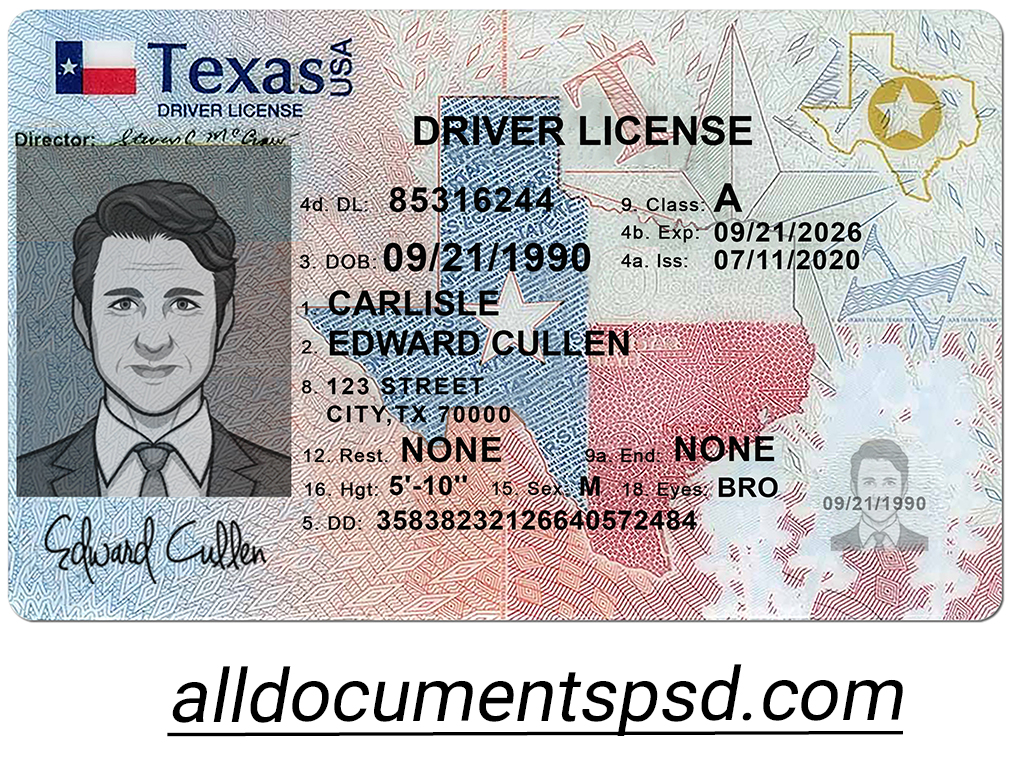 Texas USA
DRIVER LICENSE
Director:
DRIVER LICENSE
4d. DL: 85316244
9. Class: A
4b. Exp: 09/21/2026
3. DOB: 09/21/1990
4a. Iss: 07/11/2020
1. CARLISLE
2. EDWARD CULLEN
8. 123 STREET
CITY,TX 70000
12. Rest. NONE 9a End: NONE
16. Hgt: 5'-10" 15. Sex: M 18. Eyes: BRO
5. DD: 35838232126640572484
09/21/1990
Edward Cullen
alldocumentspsd.com